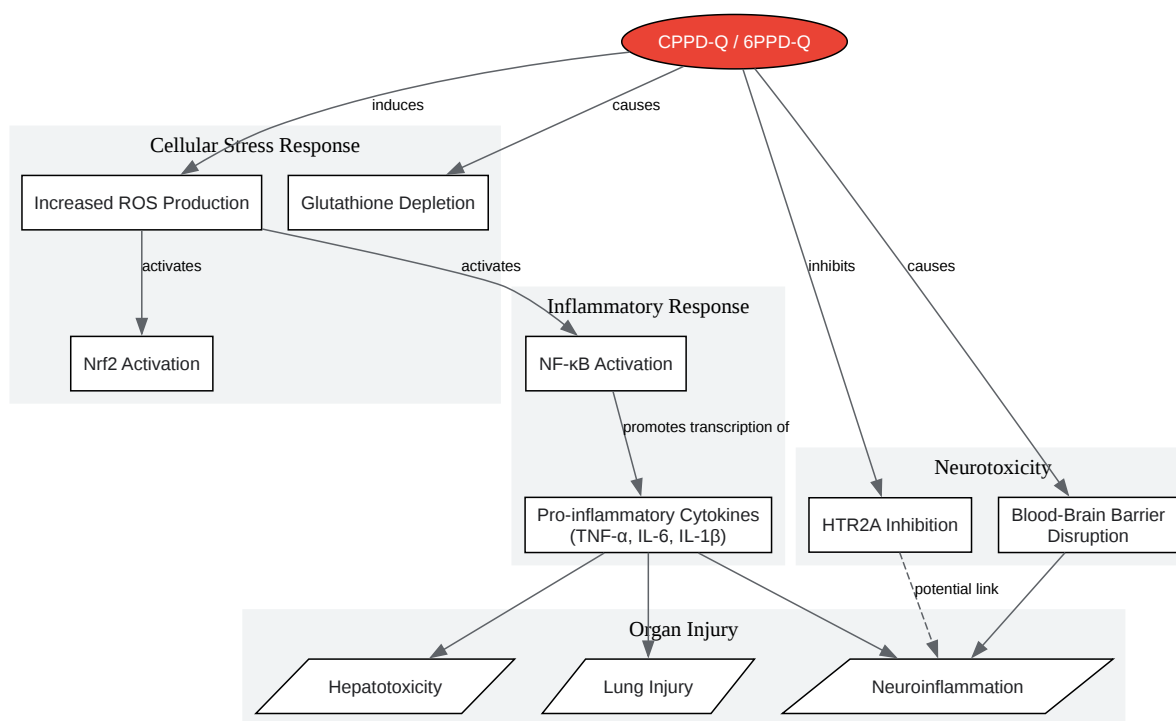 CPPD-Q / 6PPD-Q
induces
causes
Cellular Stress Response
Increased ROS Production
Glutathione Depletion
activates
activates
inhibits
causes
Inflammatory Response
Nrf2 Activation
NF-κB Activation
promotes transcription of
Neurotoxicity
Pro-inflammatory Cytokines
(TNF-α, IL-6, IL-1β)
HTR2A Inhibition
Blood-Brain Barrier
Disruption
potential link
Organ Injury
Hepatotoxicity
Lung Injury
Neuroinflammation